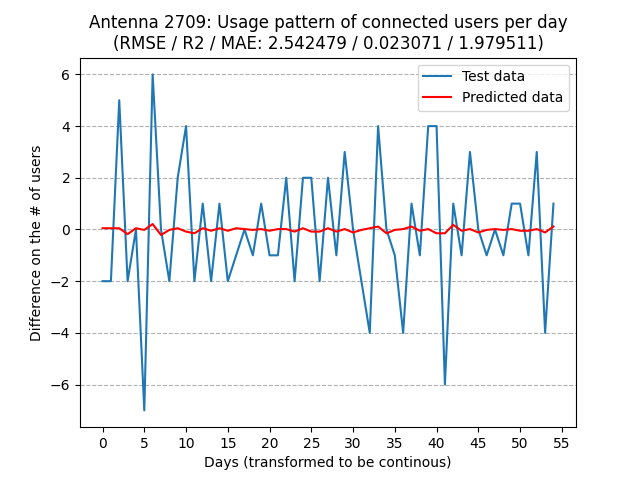 Antenna 2709: Usage pattern of connected users per day
(RMSE / R2 / MAE: 2.542479 / 0.023071 / 1.979511)
Test data
Predicted data
Difference on the # of users
6
4
2
0
−2
−4
−6
0 5 10 15 20 25 30 35 40 45 50 55
Days (transformed to be continous)